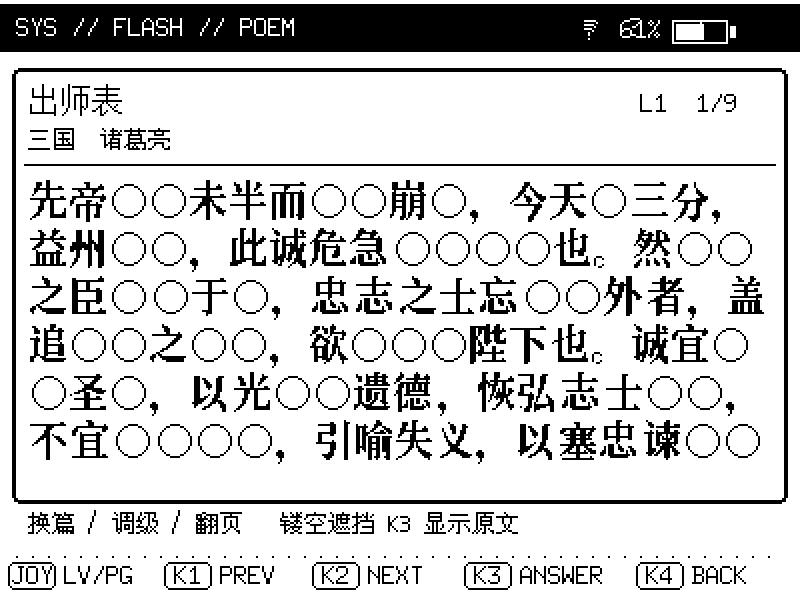 SYS // FLASH // POEM 61%
出师表 L1 1/9
三国 诸葛亮
先帝○○未半而○○崩○，今天○三分，
益州○○，此诚危急○○○○也。然○○
之臣○○于○，忠志之士忘○○外者，盖
追○○之○○，欲○○○陛下也。诚宜○
○圣○，以光○○遗德，恢弘志士○○，
不宜○○○○，引喻失义，以塞忠谏○○
换篇 / 调级 / 翻页 镂空遮挡 K3 显示原文
JOY LV/PG K1 PREV K2 NEXT K3 ANSWER K4 BACK